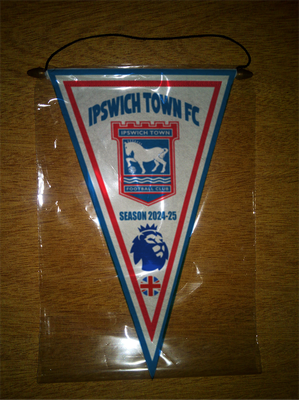 IPSWICH TOWN FC
IPSWICH TOWN
FOOTBALL CLUB
SEASON 2024-25